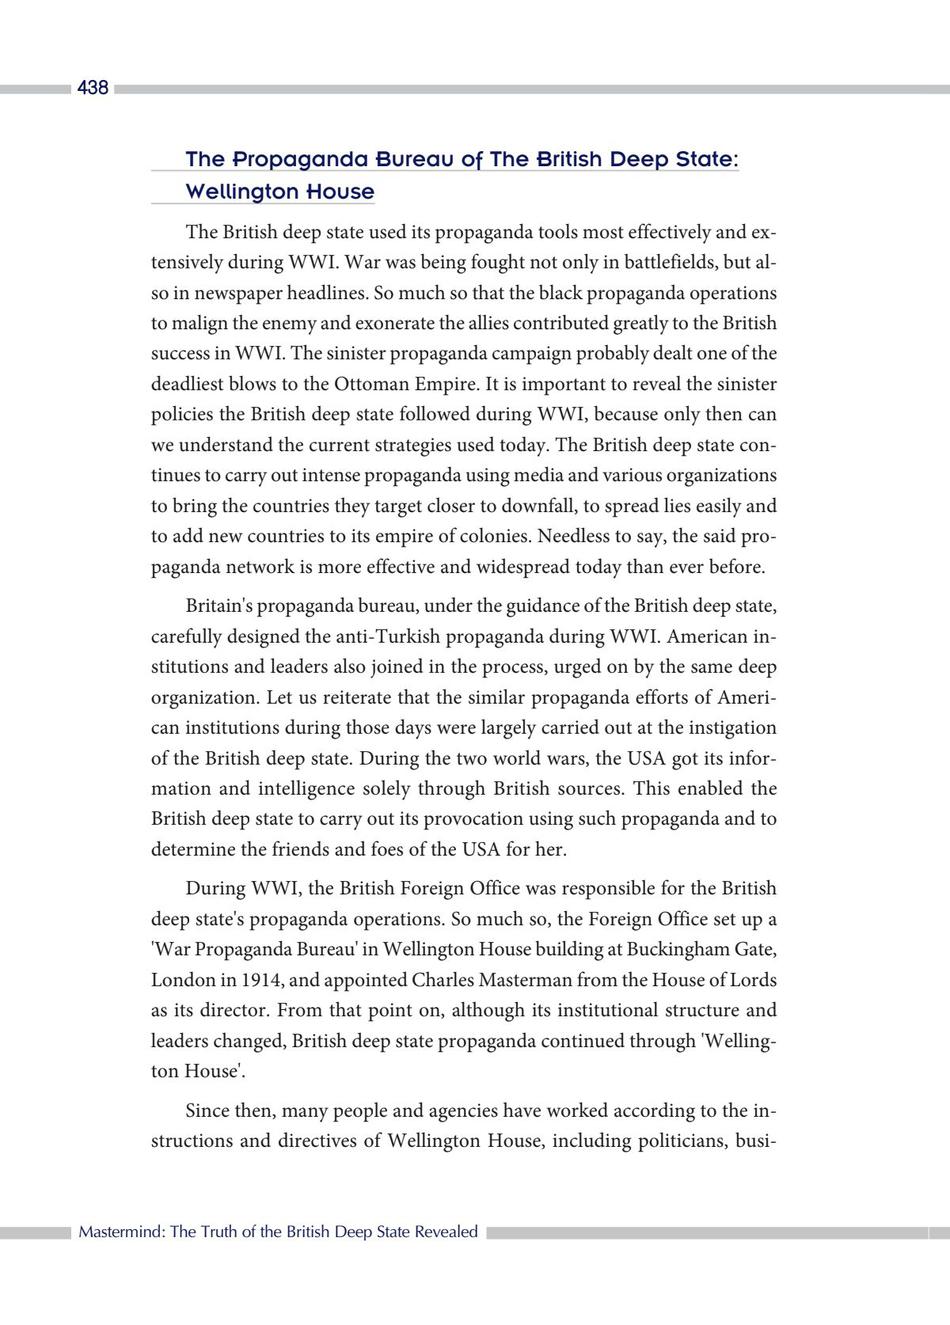 438
The Propaganda Bureau of The British Deep State:
Wellington House
The British deep state used its propaganda tools most effectively and ex-
tensively during WWI. War was being fought not only in battlefields, but al-
so in newspaper headlines. So much so that the black propaganda operations
to malign the enemy and exonerate the allies contributed greatly to the British
success in WWI. The sinister propaganda campaign probably dealt one of the
deadliest blows to the Ottoman Empire. It is important to reveal the sinister
policies the British deep state followed during WWI, because only then can
we understand the current strategies used today. The British deep state con-
tinues to carry out intense propaganda using media and various organizations
to bring the countries they target closer to downfall, to spread lies easily and
to add new countries to its empire of colonies. Needless to say, the said pro-
paganda network is more effective and widespread today than ever before.
Britain's propaganda bureau, under the guidance of the British deep state,
carefully designed the anti-Turkish propaganda during WWI. American in-
stitutions and leaders also joined in the process, urged on by the same deep
organization. Let us reiterate that the similar propaganda efforts of Ameri-
can institutions during those days were largely carried out at the instigation
of the British deep state. During the two world wars, the USA got its infor-
mation and intelligence solely through British sources. This enabled the
British deep state to carry out its provocation using such propaganda and to
determine the friends and foes of the USA for her.
During WWI, the British Foreign Office was responsible for the British
deep state's propaganda operations. So much so, the Foreign Office set up a
'War Propaganda Bureau' in Wellington House building at Buckingham Gate,
London in 1914, and appointed Charles Masterman from the House of Lords
as its director. From that point on, although its institutional structure and
leaders changed, British deep state propaganda continued through 'Welling-
ton House'.
Since then, many people and agencies have worked according to the in-
structions and directives of Wellington House, including politicians, busi-
Mastermind: The Truth of the British Deep State Revealed